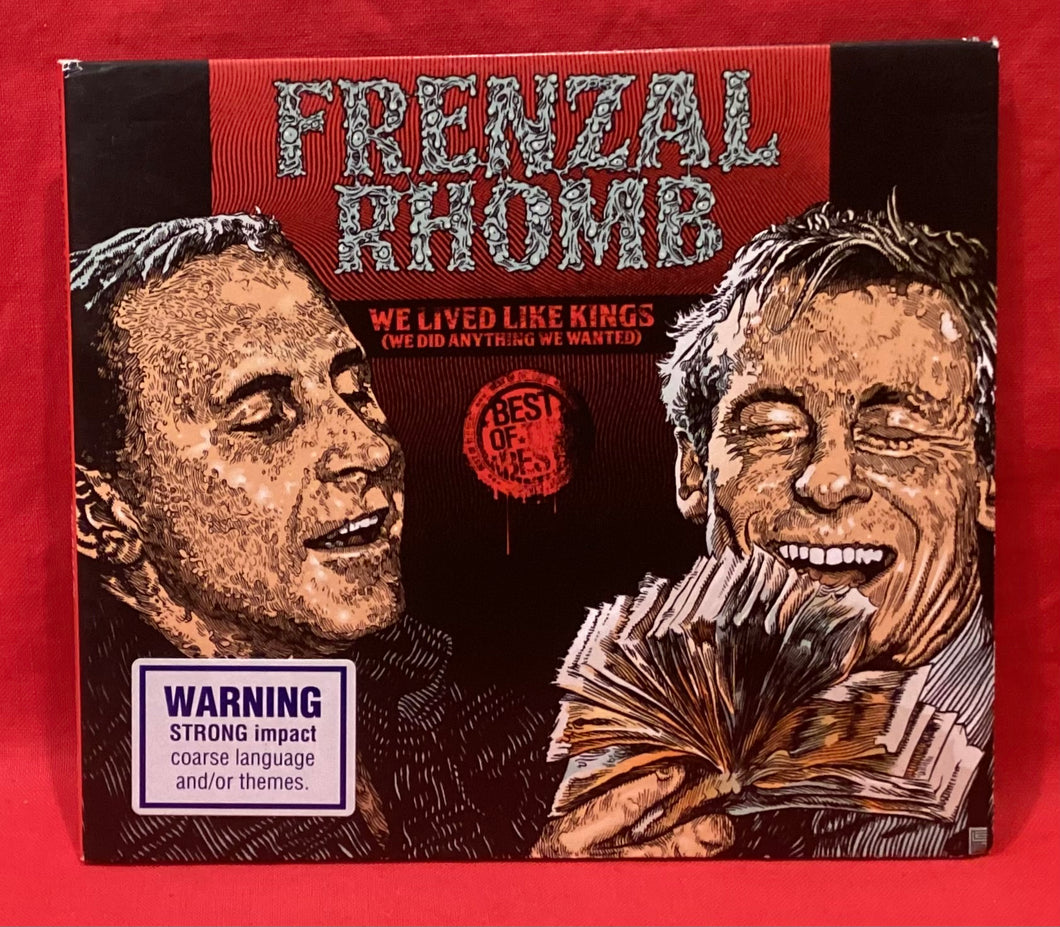 FRENZAL
RHOMB
WE LIVED LIKE KINGS
(WE DID ANYTHING WE WANTED)
BEST
OF
WARNING
STRONG impact
coarse language
and/or themes.